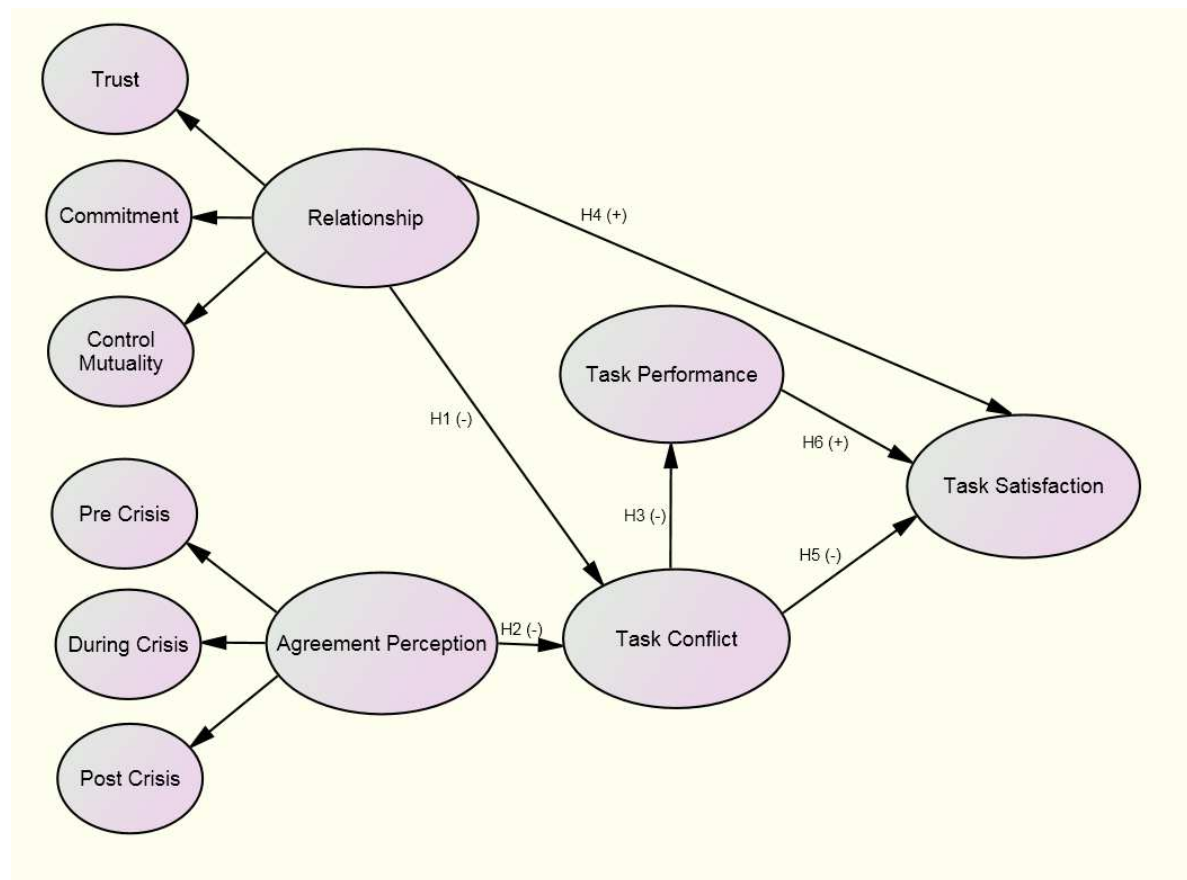 Trust
Commitment
Relationship
H4 (+)
Control
Mutuality
Task Performance
H1 (-)
H6 (+)
Task Satisfaction
Pre Crisis
H3 (-)
H5 (-)
During Crisis
Agreement Perception
H2 (-)
Task Conflict
Post Crisis